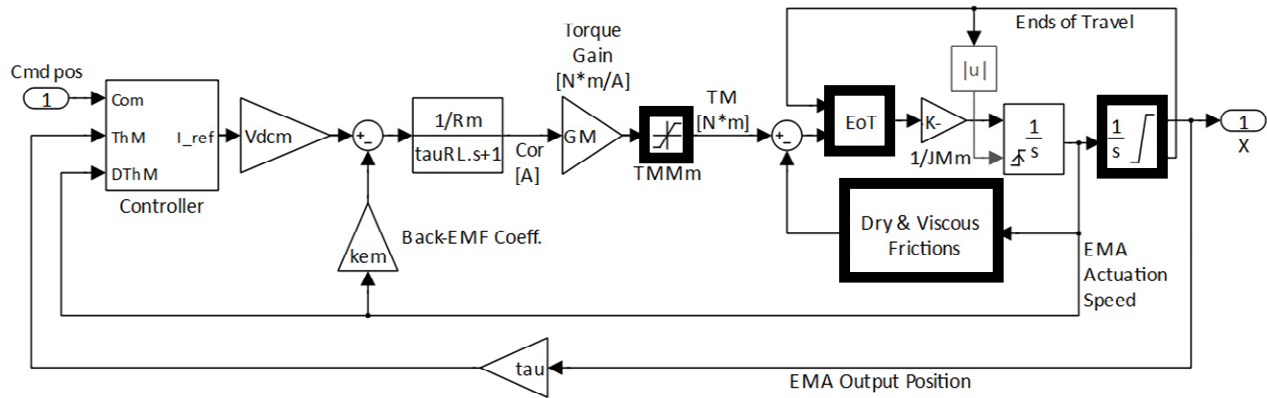 Cmd pos
1
Com
ThM
DThM
I_ref
Controller
Vdcm
+
−
kem
Back-EMF Coeff.
1/Rm
tauRL.s+1
Cor
[A]
Torque
Gain
[N*m/A]
GM
TMMm
TM
[N*m]
+
−
EoT
K-
1/JMm
|u|
Ends of Travel
1
s
1
s
1
X
Dry & Viscous
Frictions
EMA
Actuation
Speed
tau
EMA Output Position